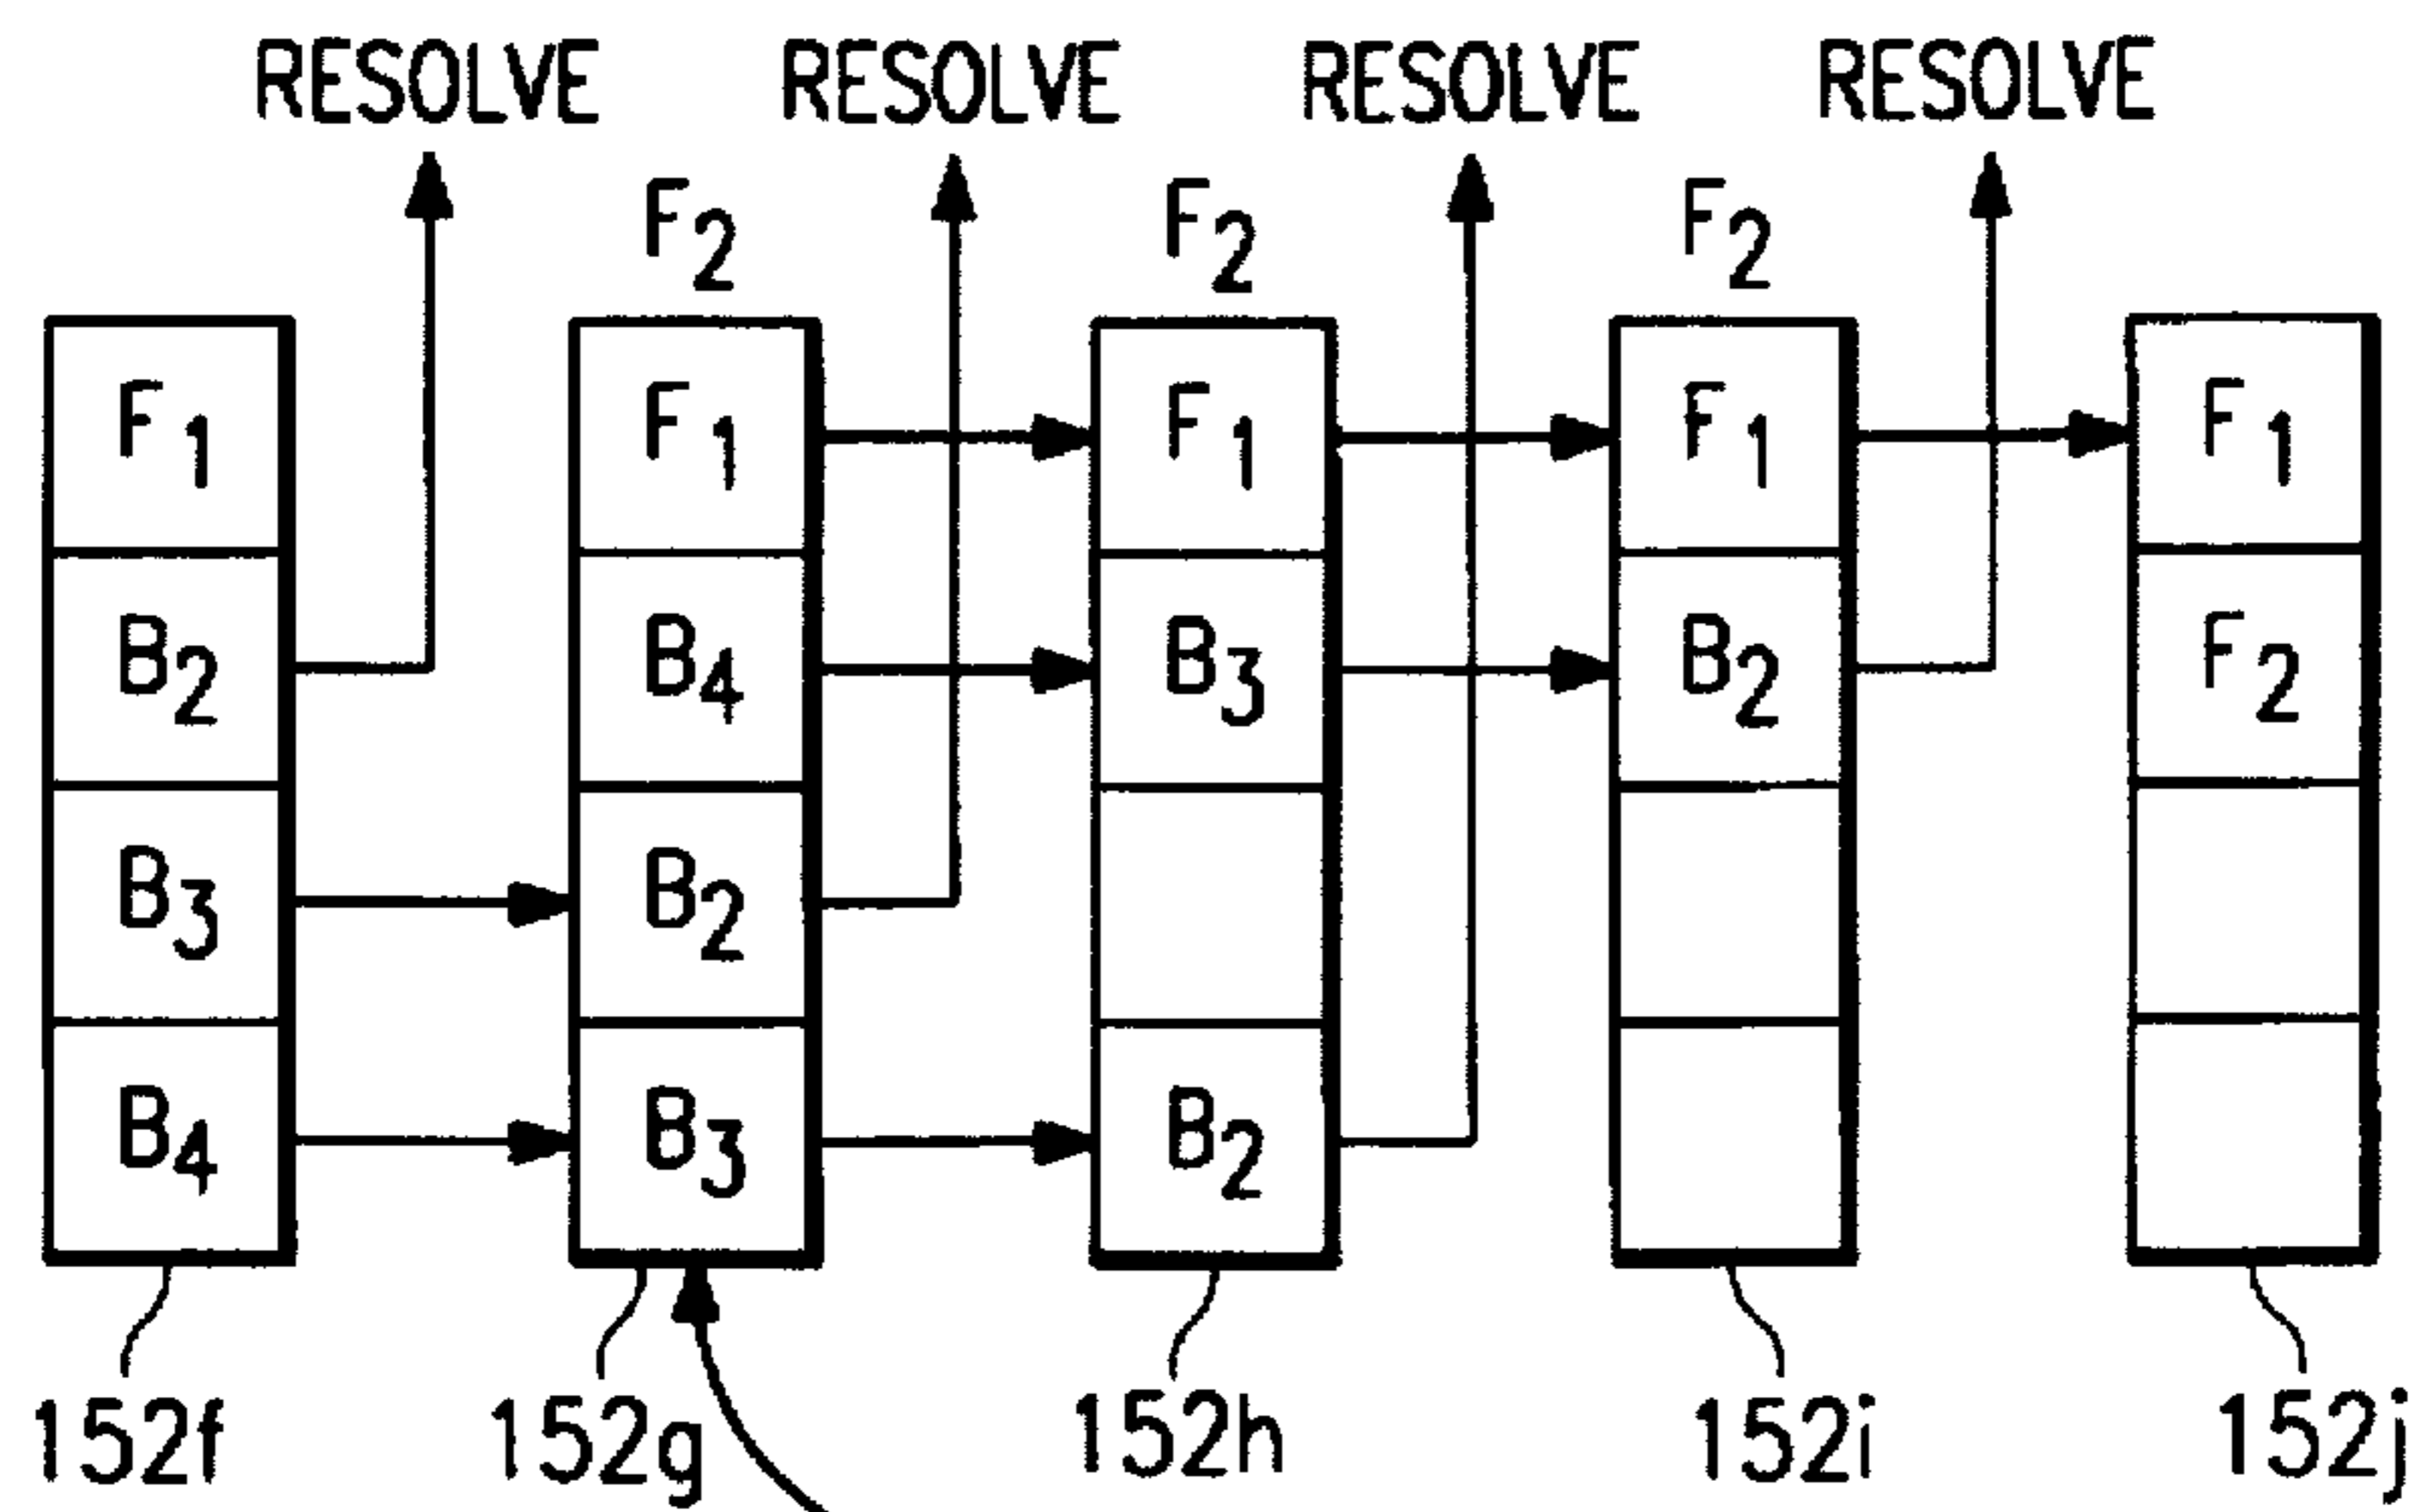 RESOLVE RESOLVE RESOLVE RESOLVE
F2 F2 F2
F1 F1 F1 F1 F1
B2 B4 B3 B2 F2
B3 B2
B4 B3 B2
152f 152g 152h 152i 152j